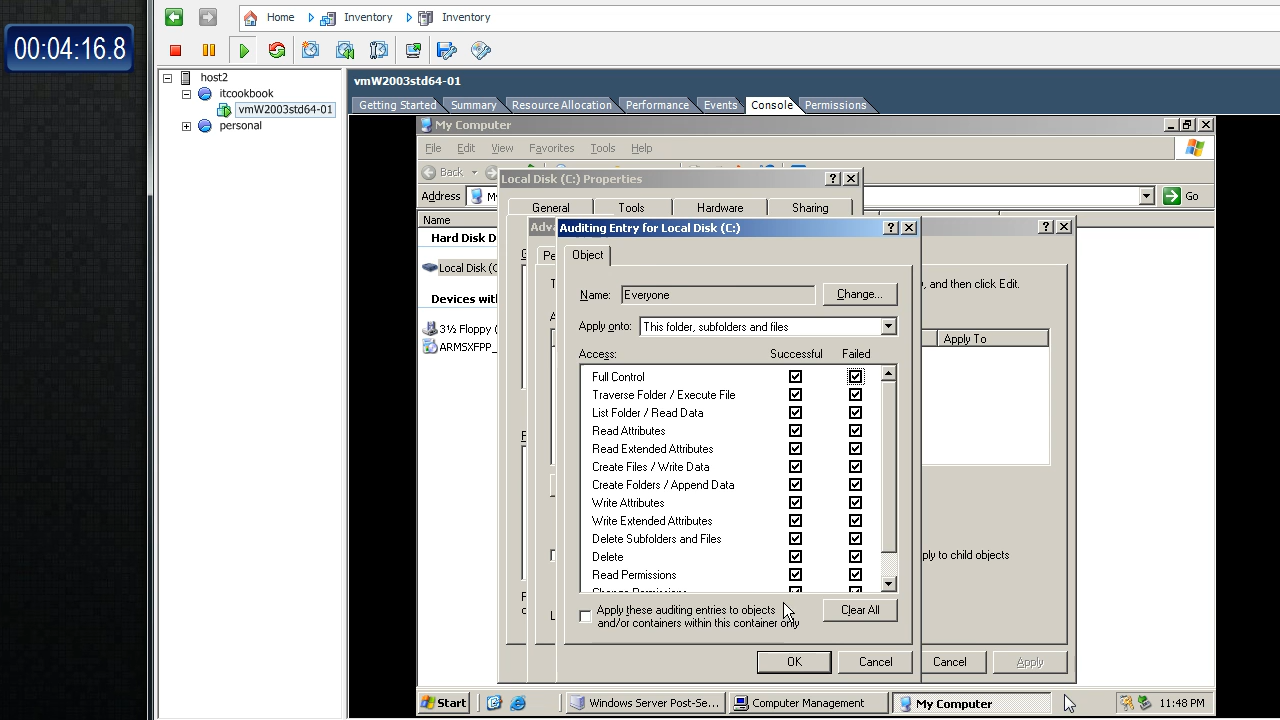 00:04:16.8
Home
Inventory
Inventory
host2
itcookbook
vmW2003std64-01
personal
vmW2003std64-01
Getting Started
Summary
Resource Allocation
Performance
Events
Console
Permissions
My Computer
File Edit View Favorites Tools Help
Back
Address
Go
Name
Hard Disk D
Local Disk (C
Devices with
3½ Floppy (
ARMSXFPP_
Local Disk (C:) Properties
General Tools Hardware Sharing
Adva
Pe
, and then click Edit.
Apply To
ply to child objects
Cancel
Apply
Auditing Entry for Local Disk (C:)
Object
Name: Everyone
Change...
Apply onto: This folder, subfolders and files
Access: Successful Failed
Full Control
Traverse Folder / Execute File
List Folder / Read Data
Read Attributes
Read Extended Attributes
Create Files / Write Data
Create Folders / Append Data
Write Attributes
Write Extended Attributes
Delete Subfolders and Files
Delete
Read Permissions
Change Permissions
Apply these auditing entries to objects
and/or containers within this container only
Clear All
OK
Cancel
Start
Windows Server Post-Se...
Computer Management
My Computer
11:48 PM